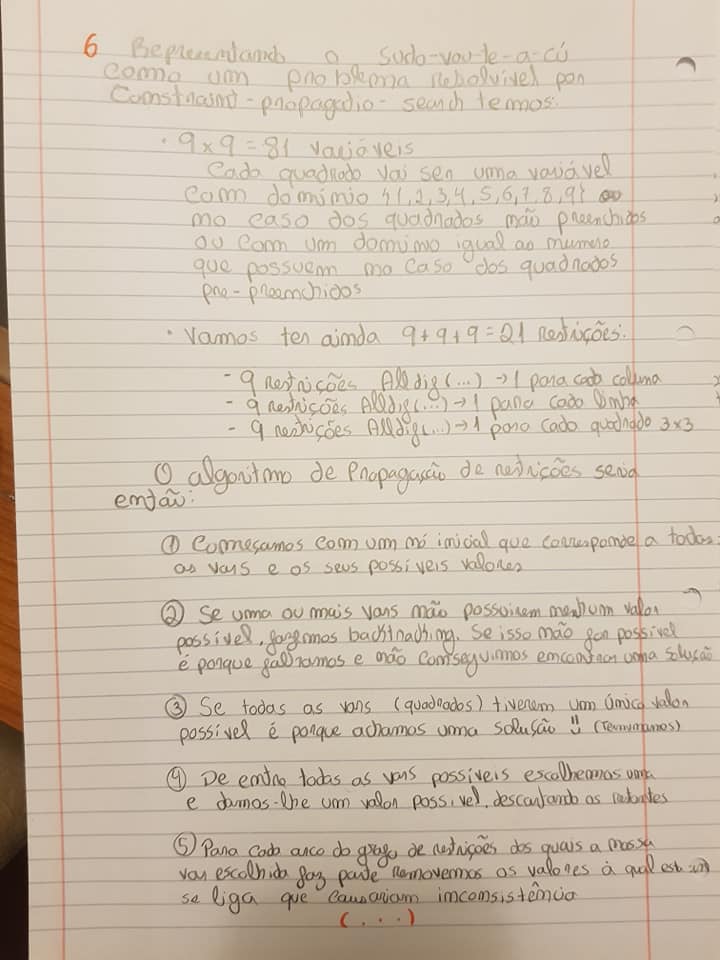 6 Representando o sudo-vou-te-a-cú
como um problema resolvível por
Constraint-propagatio-search temos:
· 9x9=81 variáveis
Cada quadrado vai ser uma variável
com domínio {1,2,3,4,5,6,7,8,9}
no caso dos quadrados não preenchidos
ou com um domínio igual ao número
que possuem no caso dos quadrados
pre-preenchidos
· Vamos ter ainda 9+9+9=21 restrições:
- 9 restrições Alldif(...) → 1 para cada coluna
- 9 restrições Alldif(...) → 1 para cada linha
- 9 restrições Alldif(...) → 1 para cada quadrado 3x3
O algoritmo de Propagação de restrições seria
então:
① Começamos com um nó inicial que corresponde a todas
as vars e os seus possíveis valores
② Se uma ou mais vars não possuirem nenhum valor
possível, fazemos backtracking. Se isso não for possível
é porque falhamos e não conseguimos encontrar uma solução
③ Se todas as vars (quadrados) tiverem um único valor
possível é porque achamos uma solução !! (Terminamos)
④ De entre todas as vars possíveis escolhemos uma
e damos-lhe um valor possível, descartando os restantes
⑤ Para cada arco do grafo de restrições dos quais a nossa
var escolhida faz parte removemos os valores à qual esta
se liga que causariam inconsistência
(...)